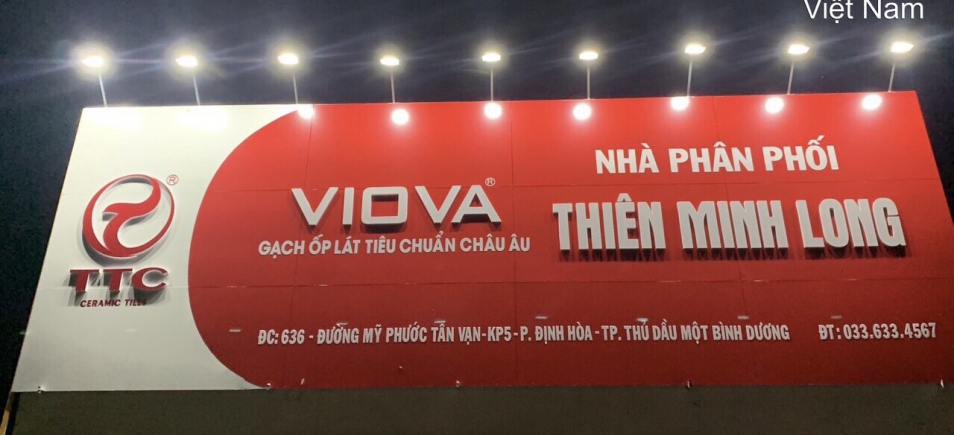 Việt Nam
TTC
CERAMIC TILES
VIOVA
GẠCH ỐP LÁT TIÊU CHUẨN CHÂU ÂU
NHÀ PHÂN PHỐI
THIÊN MINH LONG
ĐC: 636 - ĐƯỜNG MỸ PHƯỚC TÂN VẠN-KP5-P. ĐỊNH HÒA-TP. THỦ DẦU MỘT BÌNH DƯƠNG ĐT: 033.633.4567